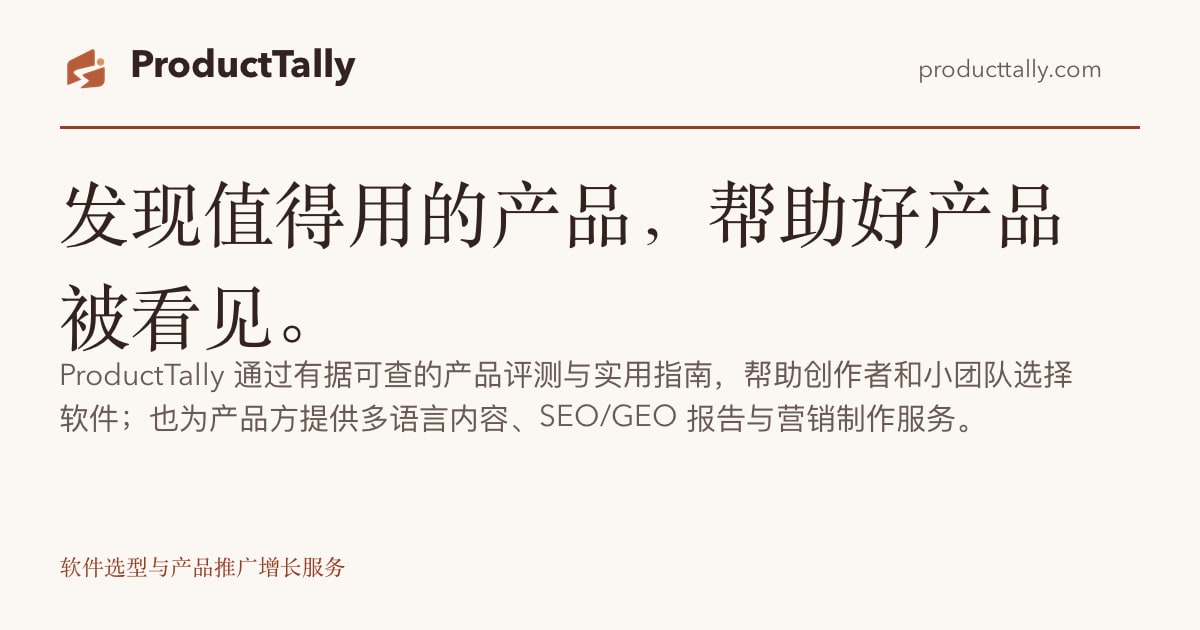 ProductTally
producttally.com
发现值得用的产品，帮助好产品
被看见。
ProductTally 通过有据可查的产品评测与实用指南，帮助创作者和小团队选择
软件；也为产品方提供多语言内容、SEO/GEO 报告与营销制作服务。
软件选型与产品推广增长服务